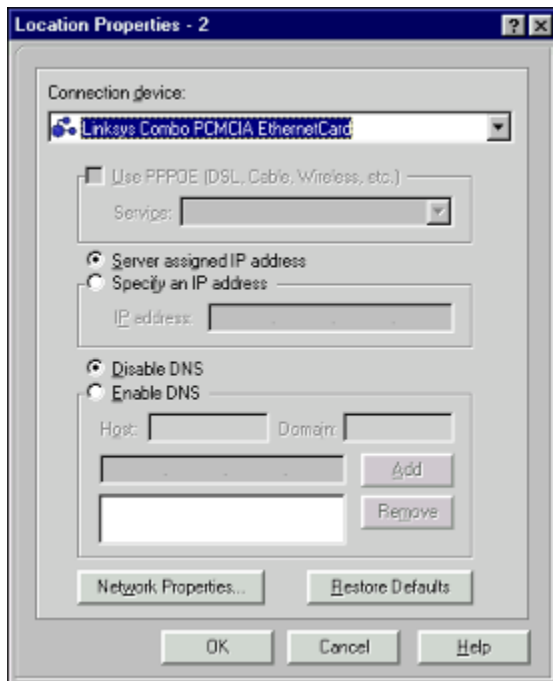 Location Properties - 2
Connection device:
Linksys Combo PCMCIA EthernetCard
Use PPPOE (DSL, Cable, Wireless, etc.)
Service:
Server assigned IP address
Specify an IP address
IP address:
Disable DNS
Enable DNS
Host: Domain:
Add
Remove
Network Properties... Restore Defaults
OK Cancel Help